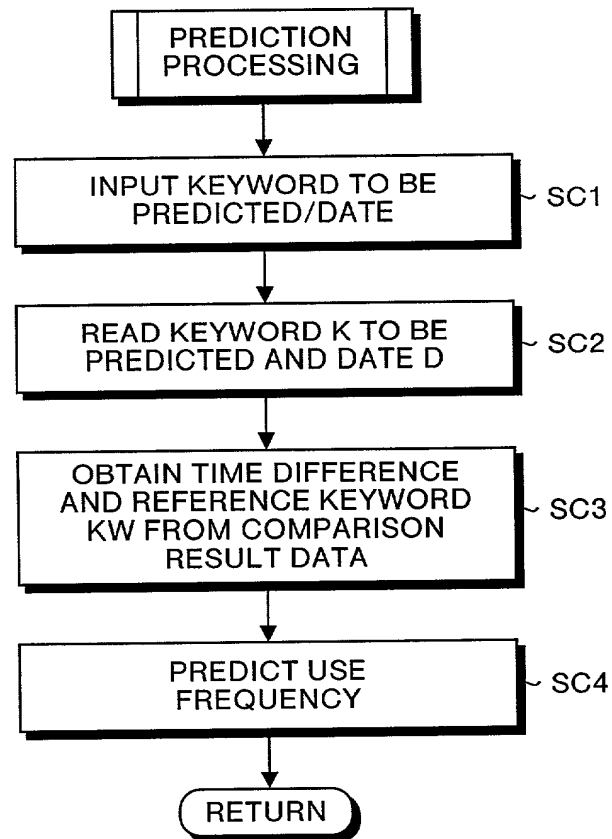 PREDICTION
PROCESSING
INPUT KEYWORD TO BE
PREDICTED/DATE
SC1
READ KEYWORD K TO BE
PREDICTED AND DATE D
SC2
OBTAIN TIME DIFFERENCE
AND REFERENCE KEYWORD
KW FROM COMPARISON
RESULT DATA
SC3
PREDICT USE
FREQUENCY
SC4
RETURN